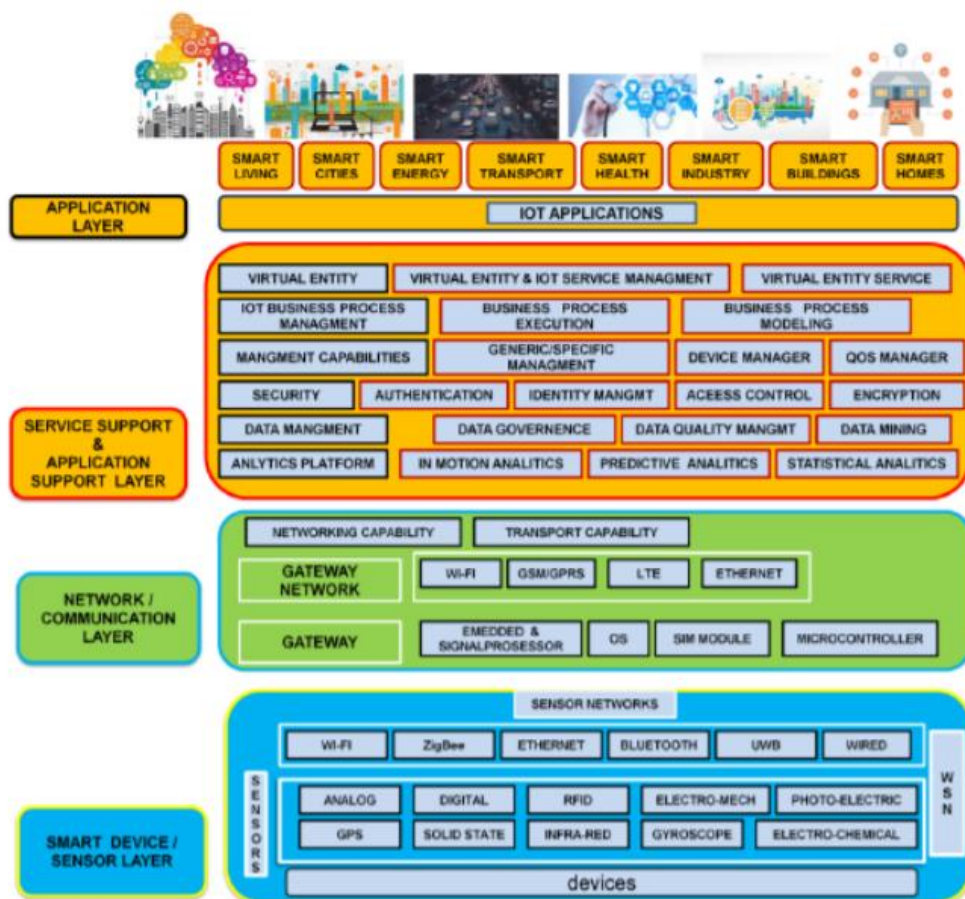 SMART LIVING
SMART CITIES
SMART ENERGY
SMART TRANSPORT
SMART HEALTH
SMART INDUSTRY
SMART BUILDINGS
SMART HOMES
APPLICATION LAYER
IOT APPLICATIONS
SERVICE SUPPORT & APPLICATION SUPPORT LAYER
VIRTUAL ENTITY
VIRTUAL ENTITY & IOT SERVICE MANAGMENT
VIRTUAL ENTITY SERVICE
IOT BUSINESS PROCESS MANAGMENT
BUSINESS PROCESS EXECUTION
BUSINESS PROCESS MODELING
MANGMENT CAPABILITIES
GENERIC/SPECIFIC MANAGMENT
DEVICE MANAGER
QOS MANAGER
SECURITY
AUTHENTICATION
IDENTITY MANGMT
ACEESS CONTROL
ENCRYPTION
DATA MANGMENT
DATA GOVERNENCE
DATA QUALITY MANGMT
DATA MINING
ANLYTICS PLATFORM
IN MOTION ANALITICS
PREDICTIVE ANALITICS
STATISTICAL ANALITICS
NETWORK / COMMUNICATION LAYER
NETWORKING CAPABILITY
TRANSPORT CAPABILITY
GATEWAY NETWORK
WI-FI
GSM/GPRS
LTE
ETHERNET
GATEWAY
EMEDDED & SIGNALPROSESSOR
OS
SIM MODULE
MICROCONTROLLER
SMART DEVICE / SENSOR LAYER
SENSOR NETWORKS
WI-FI
ZigBee
ETHERNET
BLUETOOTH
UWB
WIRED
SENSORS
WSN
ANALOG
DIGITAL
RFID
ELECTRO-MECH
PHOTO-ELECTRIC
GPS
SOLID STATE
INFRA-RED
GYROSCOPE
ELECTRO-CHEMICAL
devices